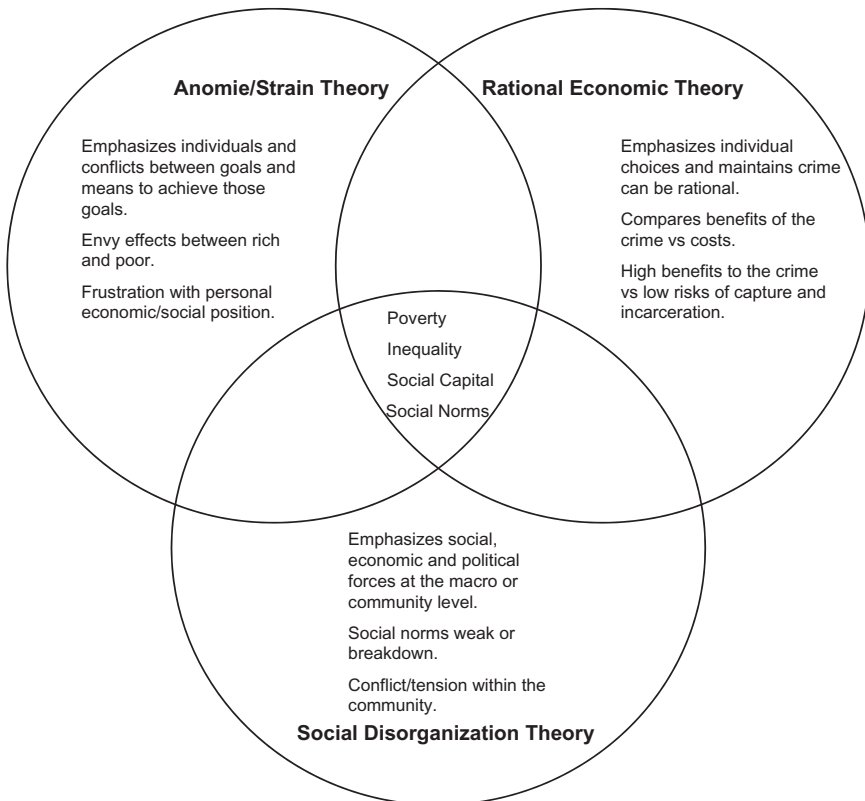 Anomie/Strain Theory
Emphasizes individuals and
conflicts between goals and
means to achieve those
goals.
Envy effects between rich
and poor.
Frustration with personal
economic/social position.
Rational Economic Theory
Emphasizes individual
choices and maintains crime
can be rational.
Compares benefits of the
crime vs costs.
High benefits to the crime
vs low risks of capture and
incarceration.
Poverty
Inequality
Social Capital
Social Norms
Emphasizes social,
economic and political
forces at the macro or
community level.
Social norms weak or
breakdown.
Conflict/tension within the
community.
Social Disorganization Theory